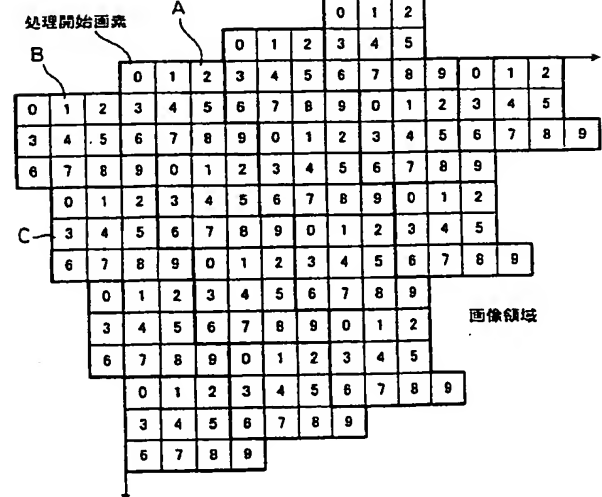 A
0 1 2
処理開始画素
0 1 2 3 4 5
B
0 1 2 3 4 5 6 7 8 9 0 1 2
0 1 2 3 4 5 6 7 8 9 0 1 2 3 4 5
3 4 5 6 7 8 9 0 1 2 3 4 5 6 7 8 9
6 7 8 9 0 1 2 3 4 5 6 7 8 9
0 1 2 3 4 5 6 7 8 9 0 1 2
C 3 4 5 6 7 8 9 0 1 2 3 4 5
6 7 8 9 0 1 2 3 4 5 6 7 8 9
0 1 2 3 4 5 6 7 8 9
画像領域
3 4 5 6 7 8 9 0 1 2
6 7 8 9 0 1 2 3 4 5
0 1 2 3 4 5 6 7 8 9
3 4 5 6 7 8 9
6 7 8 9